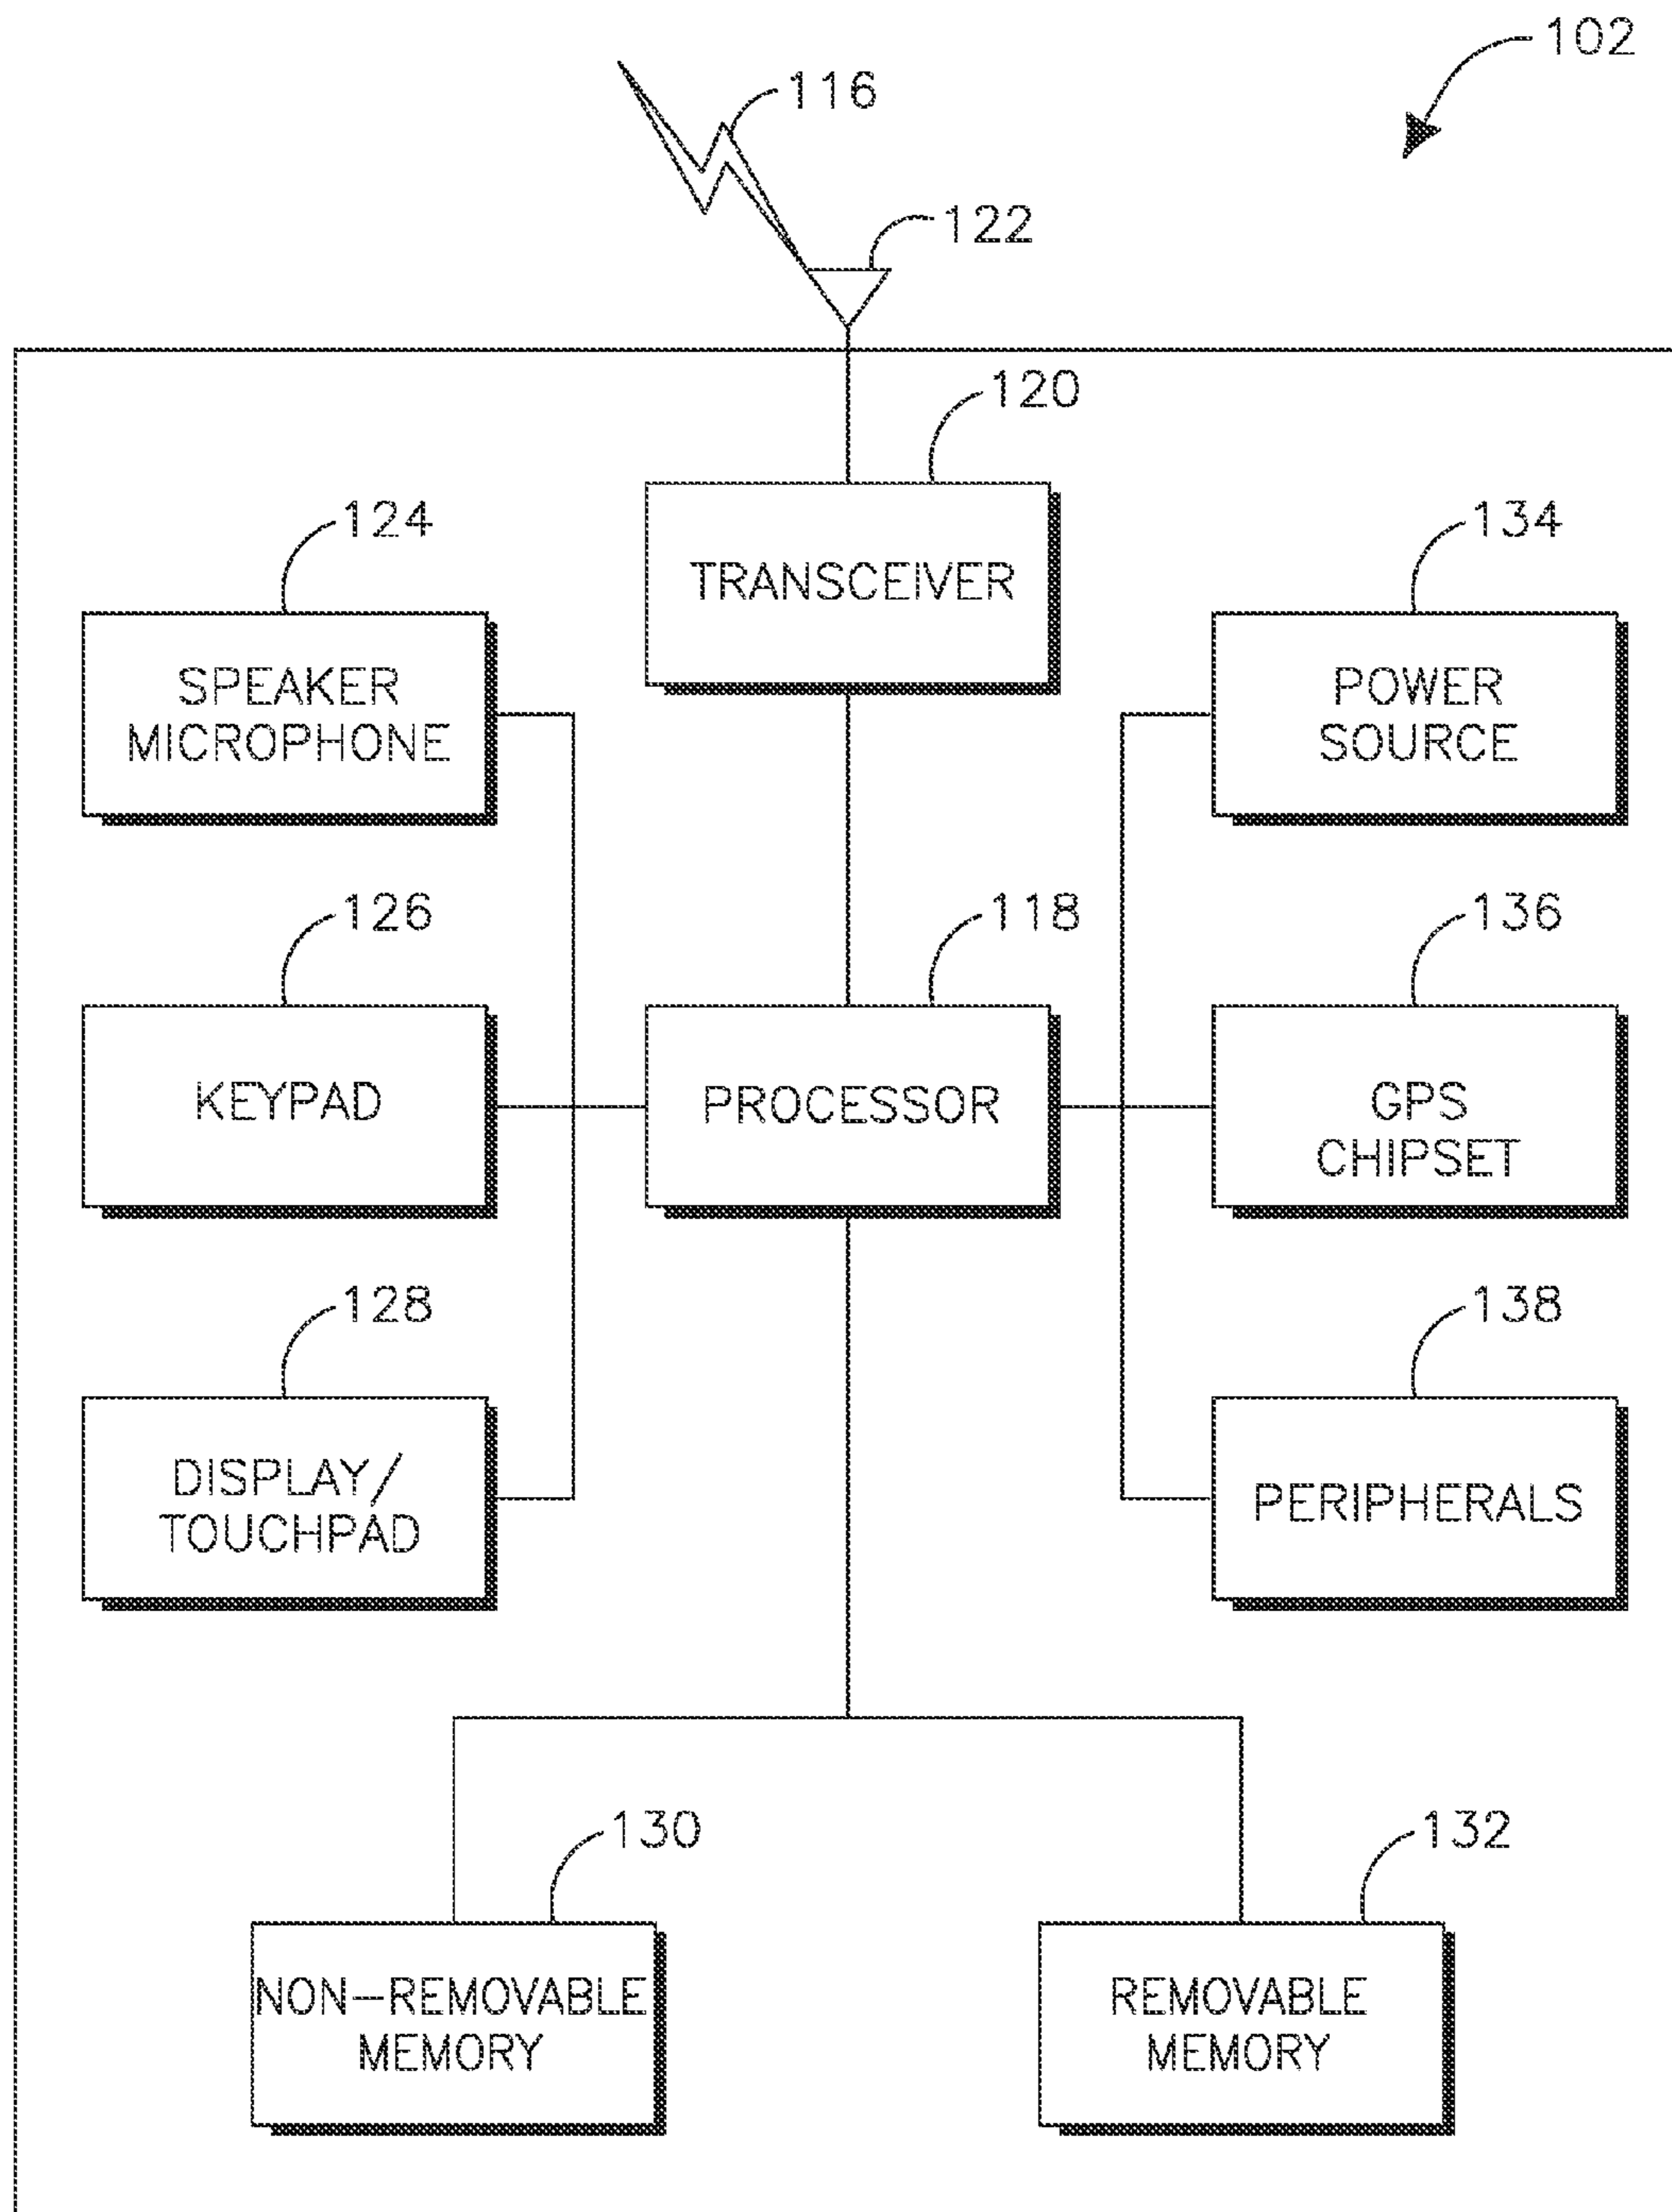 102
116
122
120
124
134
TRANSCEIVER
SPEAKER
MICROPHONE
POWER
SOURCE
126
118
136
KEYPAD
PROCESSOR
GPS
CHIPSET
128
138
DISPLAY/
TOUCHPAD
PERIPHERALS
130
132
NON-REMOVABLE
MEMORY
REMOVABLE
MEMORY